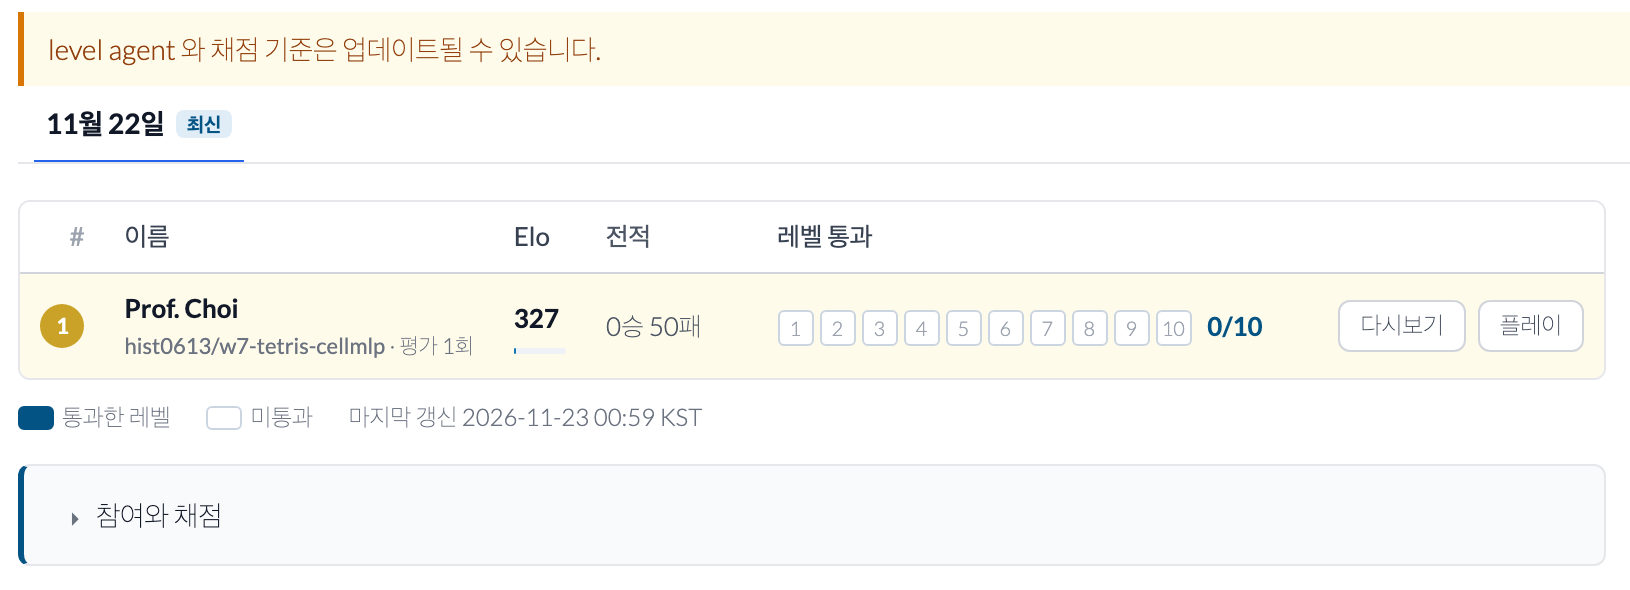 level agent 와 채점 기준은 업데이트될 수 있습니다.
11월 22일 최신
# 이름 Elo 전적 레벨 통과
1 Prof. Choi 327 0승 50패 1 2 3 4 5 6 7 8 9 10 0/10 다시보기 플레이
hist0613/w7-tetris-cellmlp · 평가 1회
통과한 레벨 미통과 마지막 갱신 2026-11-23 00:59 KST
참여와 채점